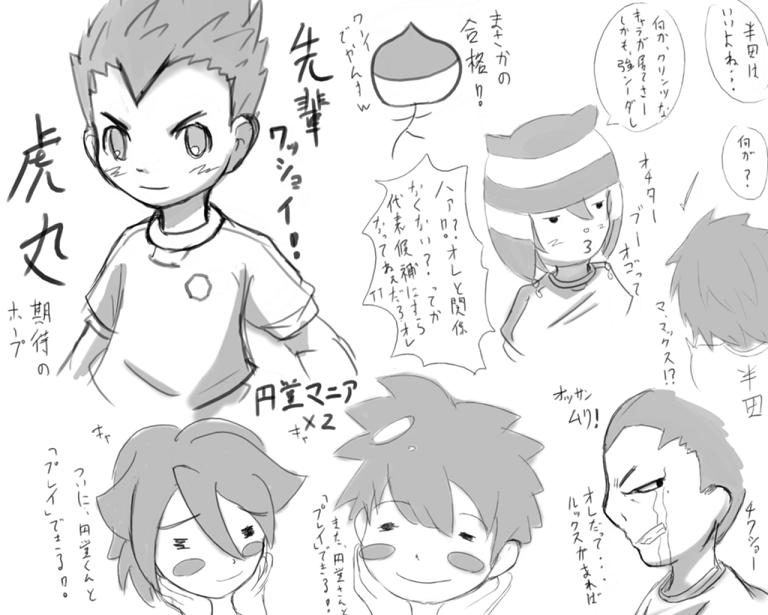 半田は
いいよね・・
何か、クリンツな
キャラが居てさー
しかも、強ンーダし
何が？
まさかの
合格!!
ワーイ
でやんすw
先輩
ワッショイ！
虎丸
期待の
ホープ
オチター
ブーブー
オゴって
ハァ？!オレと関係
なくない？ってか
代表候補にすら
なってねぇだろオレ
マ、マックス!?
半田
円堂マニア
×2
オッサン
ムリ！
チクショー
オレだって・・・
ルックスがあれば
キャ
キャ
ついに、円堂くんと
「プレイ」できる!!
また、円堂さんと
「プレイ」できる!!